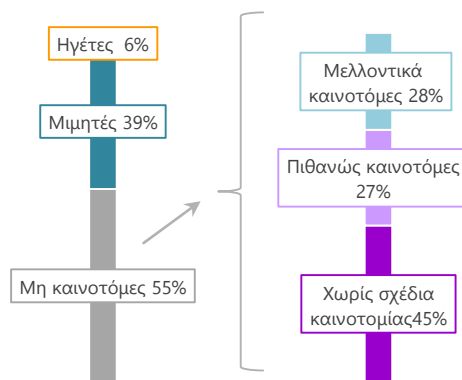 Ηγέτες 6%
Μιμητές 39%
Μη καινοτόμες 55%
Μελλοντικά
καινοτόμες 28%
Πιθανώς καινοτόμες
27%
Χωρίς σχέδια
καινοτομίας45%